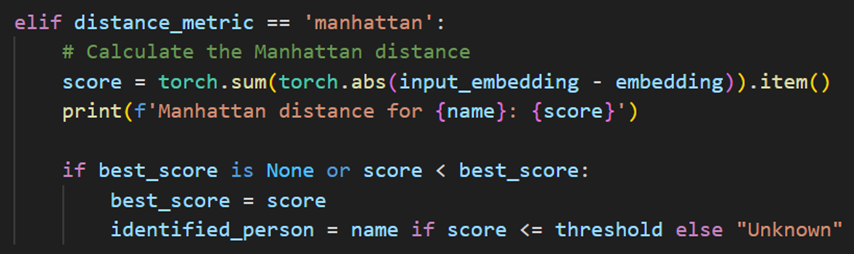 elif distance_metric == 'manhattan':
    # Calculate the Manhattan distance
    score = torch.sum(torch.abs(input_embedding - embedding)).item()
    print(f'Manhattan distance for {name}: {score}')

    if best_score is None or score < best_score:
        best_score = score
        identified_person = name if score <= threshold else "Unknown"